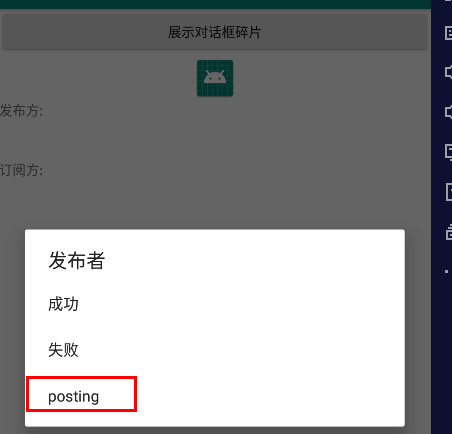 展示对话框碎片
发布方:
订阅方:
发布者
成功
失败
posting